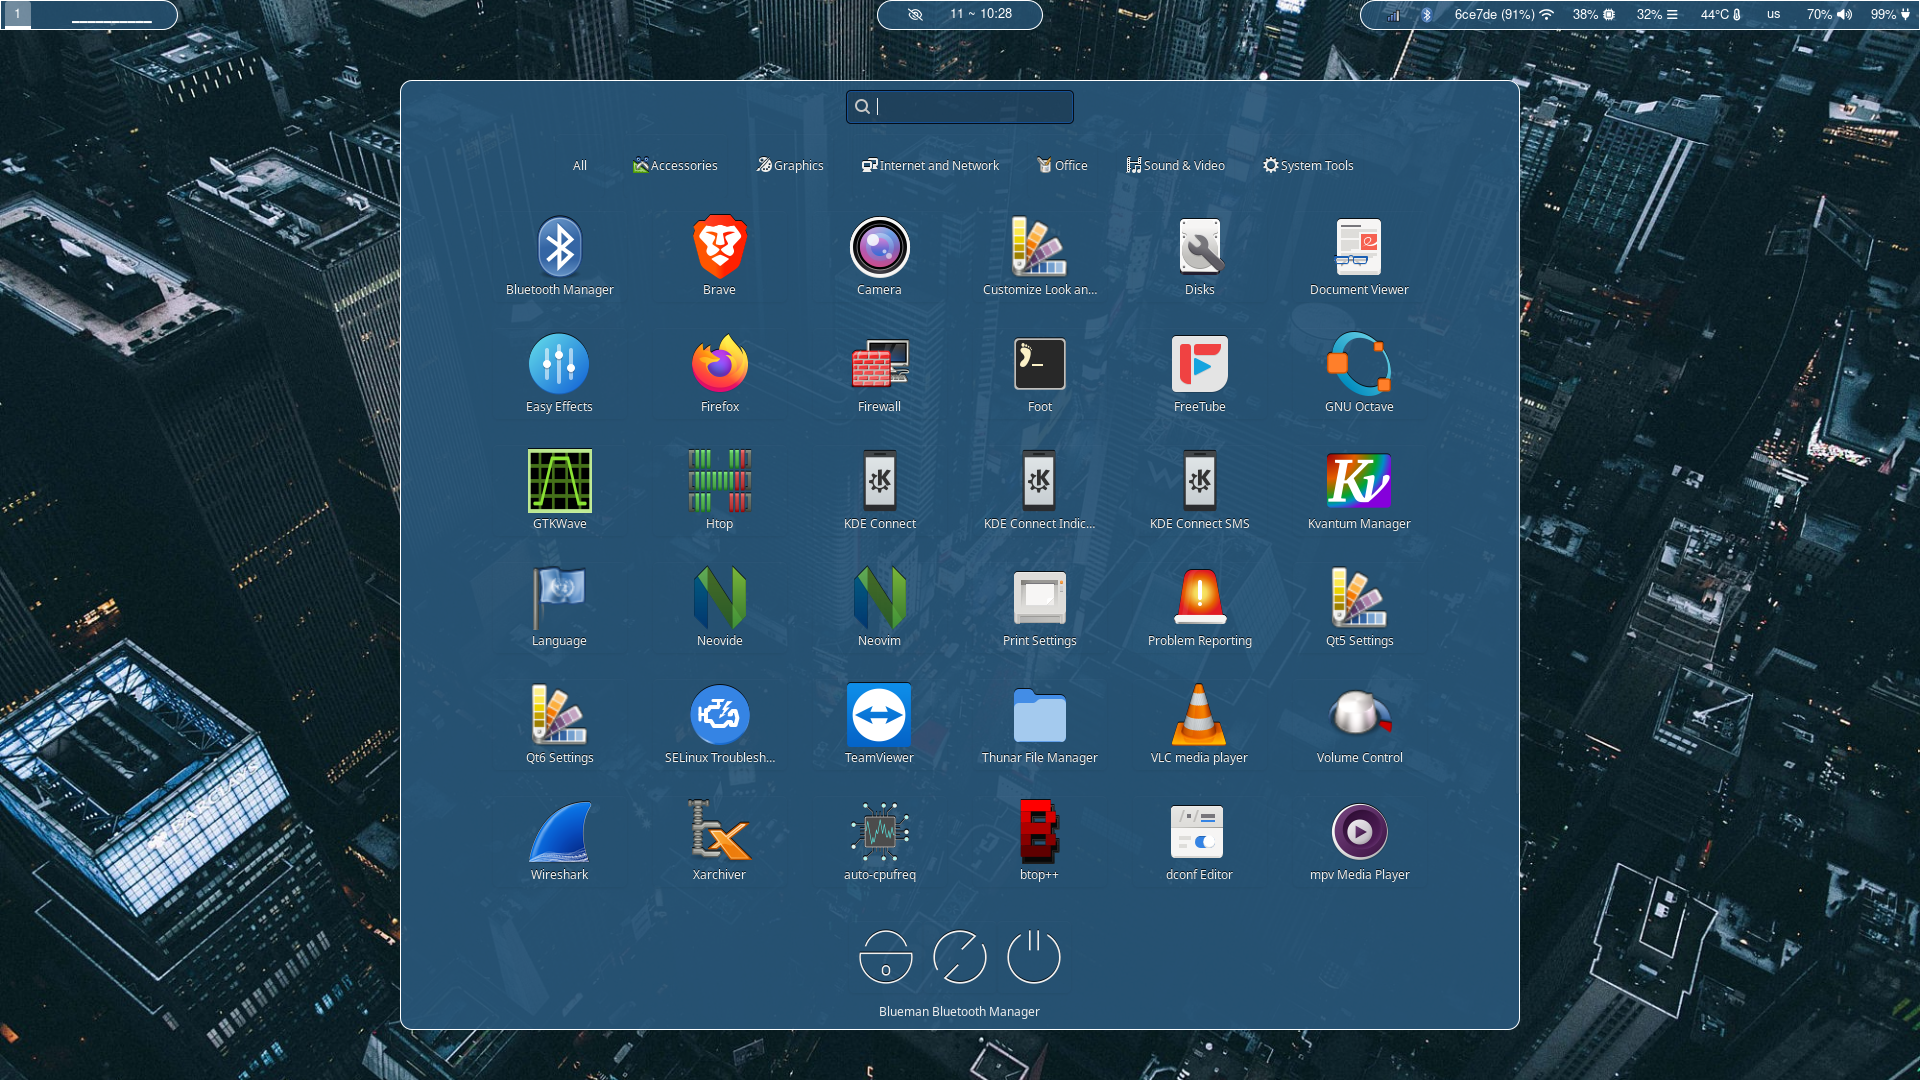 1
11 ~ 10:28
6ce7de (91%)
38%
32%
44°C
us
70%
99%
All
Accessories
Graphics
Internet and Network
Office
Sound & Video
System Tools
Bluetooth Manager
Brave
Camera
Customize Look an...
Disks
Document Viewer
Easy Effects
Firefox
Firewall
Foot
FreeTube
GNU Octave
GTKWave
Htop
KDE Connect
KDE Connect Indic...
KDE Connect SMS
Kvantum Manager
Language
Neovide
Neovim
Print Settings
Problem Reporting
Qt5 Settings
Qt6 Settings
SELinux Troublesh...
TeamViewer
Thunar File Manager
VLC media player
Volume Control
Wireshark
Xarchiver
auto-cpufreq
btop++
dconf Editor
mpv Media Player
Blueman Bluetooth Manager